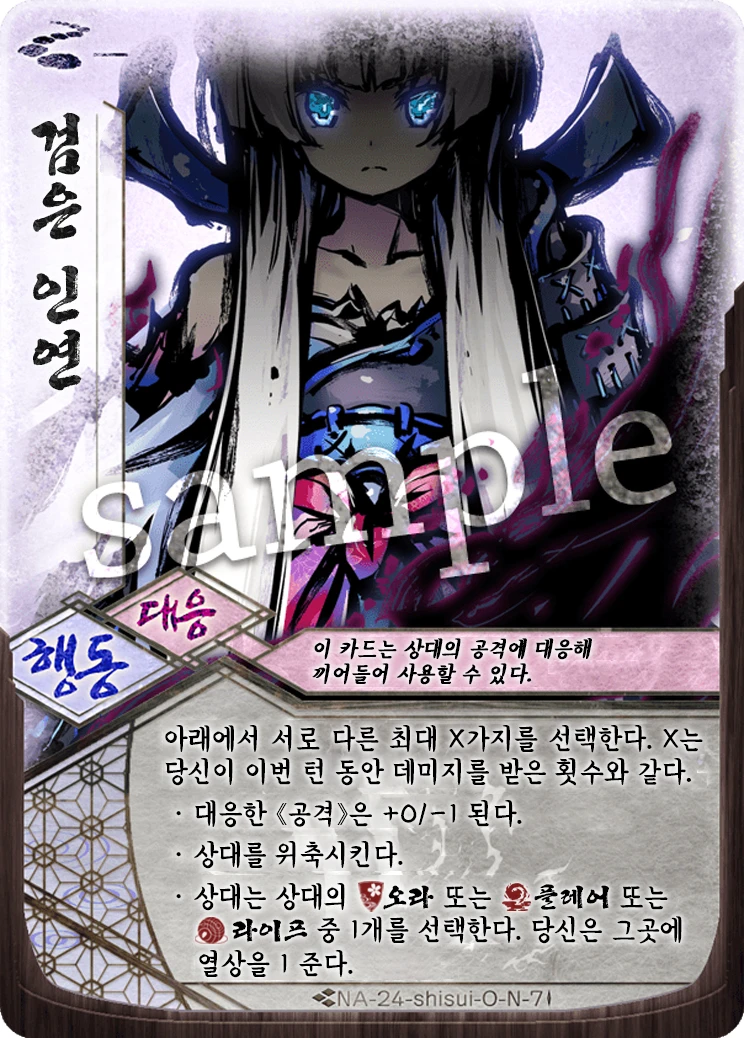 검은 인연
sample
대응
행동
이 카드는 상대의 공격에 대응해
끼어들어 사용할 수 있다.
아래에서 서로 다른 최대 X가지를 선택한다. X는
당신이 이번 턴 동안 데미지를 받은 횟수와 같다.
· 대응한 《공격》은 +0/-1 된다.
· 상대를 위축시킨다.
· 상대는 상대의 오라 또는 플레어 또는
라이프 중 1개를 선택한다. 당신은 그곳에
열상을 1 준다.
NA-24-shisui-O-N-7